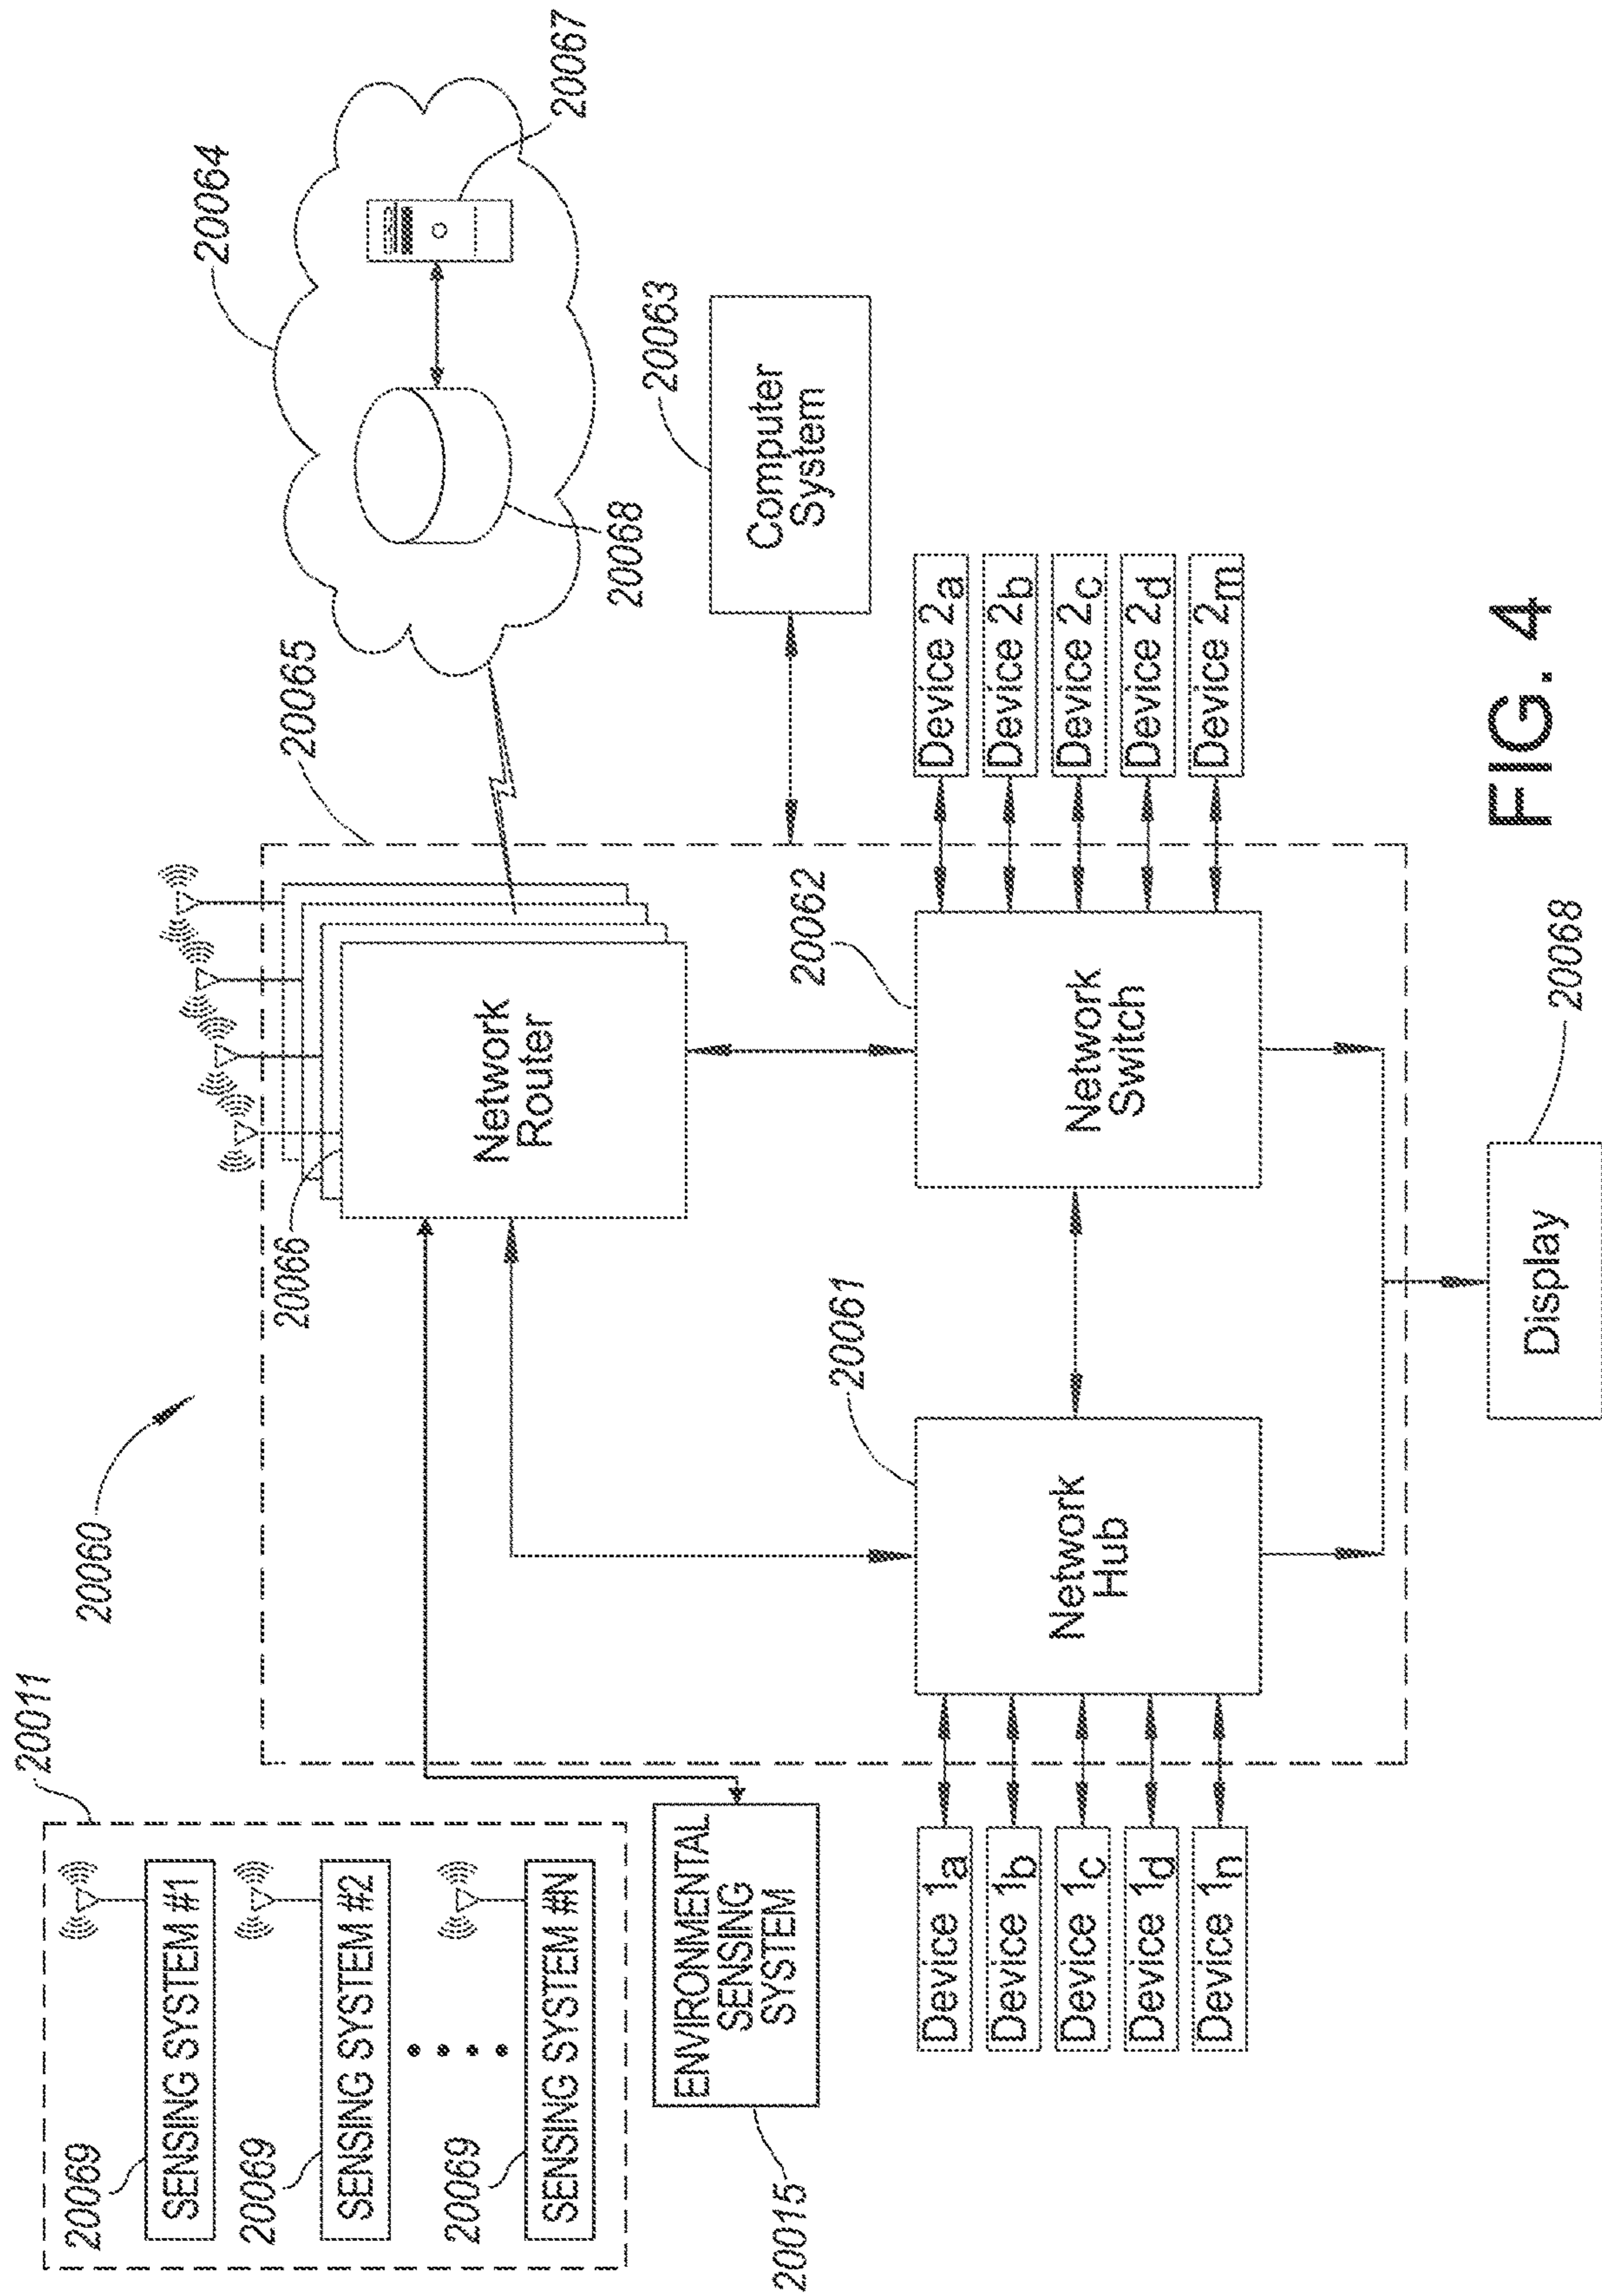 20011
20069
SENSING SYSTEM #1
20069
SENSING SYSTEM #2
20069
SENSING SYSTEM #N
20015
ENVIRONMENTAL
SENSING
SYSTEM
20060
20064
20067
20068
20065
20066
Network
Router
20063
Computer
System
20061
Network
Hub
20062
Network
Switch
Device 1a
Device 1b
Device 1c
Device 1d
Device 1n
Device 2a
Device 2b
Device 2c
Device 2d
Device 2m
Display
20068
FIG. 4